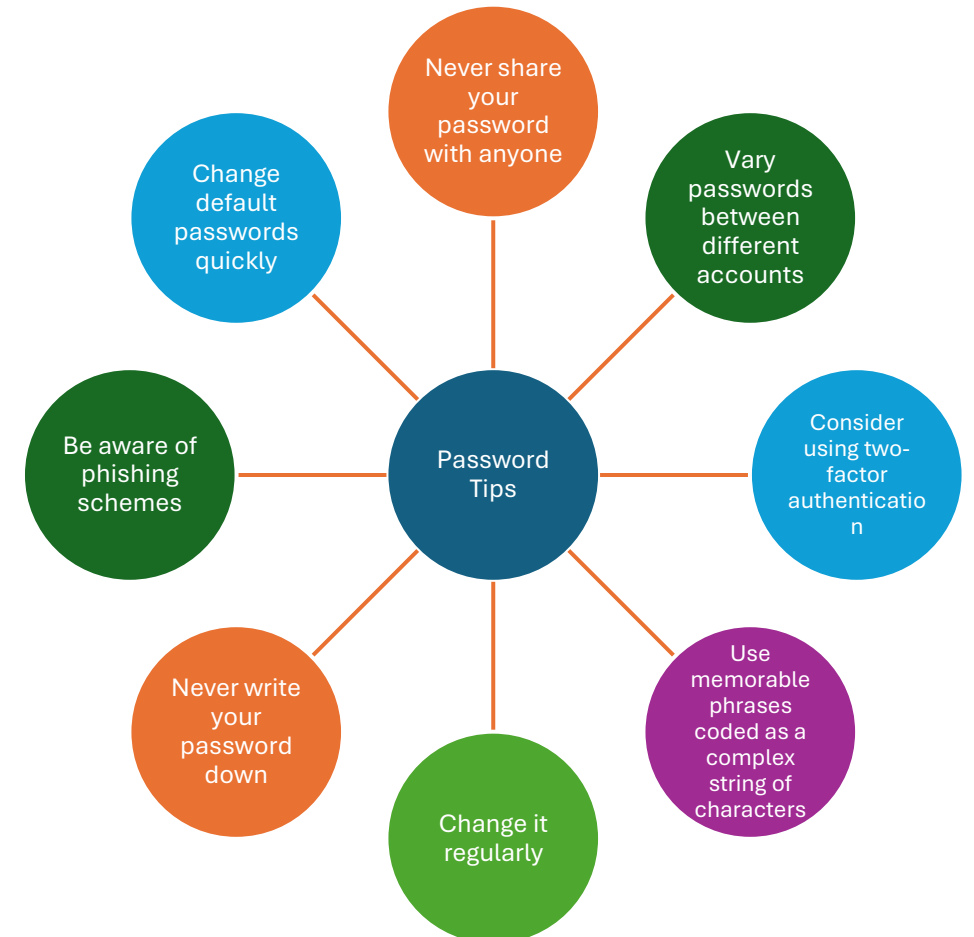 Never share
your
password
with anyone
Vary
passwords
between
different
accounts
Consider
using two-
factor
authenticatio
n
Use
memorable
phrases
coded as a
complex
string of
characters
Change it
regularly
Never write
your
password
down
Be aware of
phishing
schemes
Change
default
passwords
quickly
Password
Tips